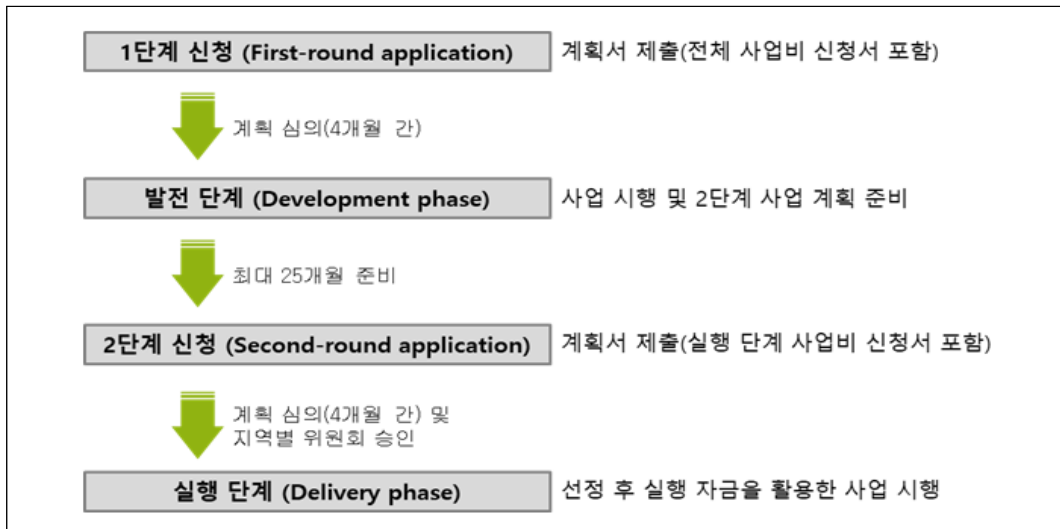 1단계 신청 (First-round application) 계획서 제출(전체 사업비 신청서 포함)
계획 심의(4개월 간)
발전 단계 (Development phase) 사업 시행 및 2단계 사업 계획 준비
최대 25개월 준비
2단계 신청 (Second-round application) 계획서 제출(실행 단계 사업비 신청서 포함)
계획 심의(4개월 간) 및
지역별 위원회 승인
실행 단계 (Delivery phase) 선정 후 실행 자금을 활용한 사업 시행